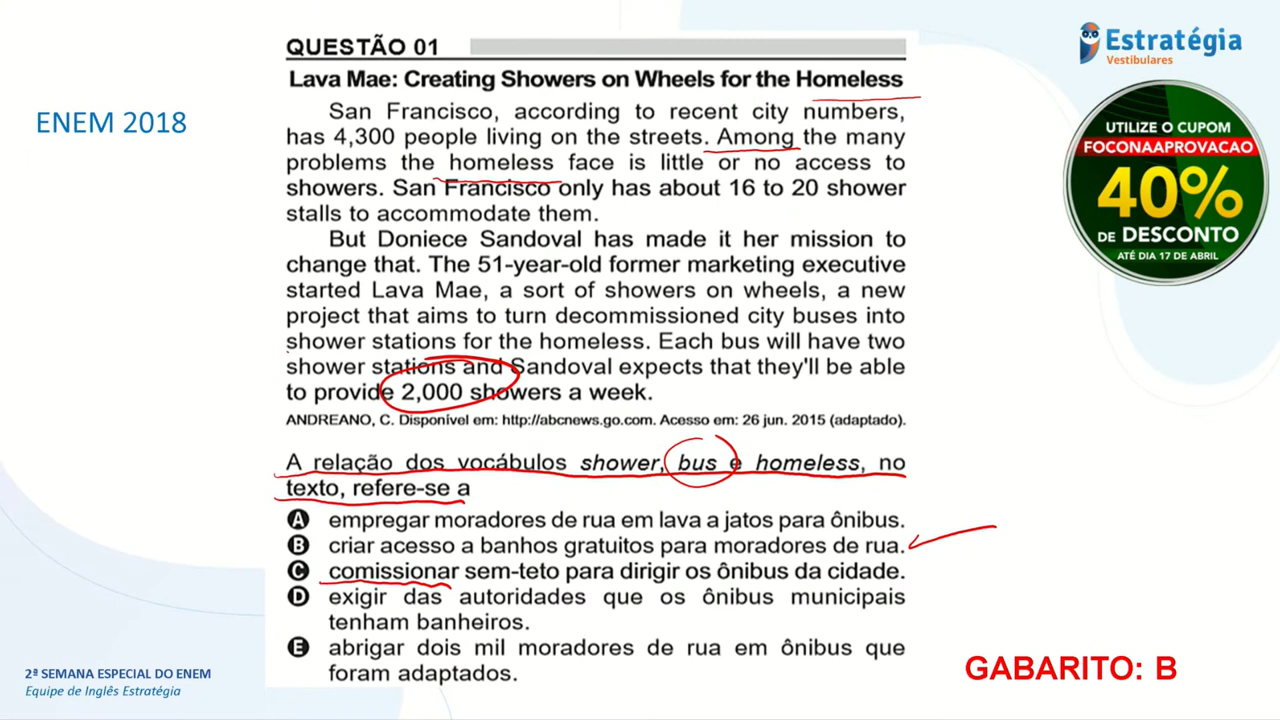 QUESTÃO 01
Estratégia
Vestibulares
ENEM 2018
UTILIZE O CUPOM
FOCONAAPROVACAO
40%
DE DESCONTO
ATÉ DIA 17 DE ABRIL
Lava Mae: Creating Showers on Wheels for the Homeless
San Francisco, according to recent city numbers,
has 4,300 people living on the streets. Among the many
problems the homeless face is little or no access to
showers. San Francisco only has about 16 to 20 shower
stalls to accommodate them.
But Doniece Sandoval has made it her mission to
change that. The 51-year-old former marketing executive
started Lava Mae, a sort of showers on wheels, a new
project that aims to turn decommissioned city buses into
shower stations for the homeless. Each bus will have two
shower stations and Sandoval expects that they'll be able
to provide 2,000 showers a week.
ANDREANO, C. Disponível em: http://abcnews.go.com. Acesso em: 26 jun. 2015 (adaptado).
A relação dos vocábulos shower, bus e homeless, no
texto, refere-se a
A empregar moradores de rua em lava a jatos para ônibus.
B criar acesso a banhos gratuitos para moradores de rua.
C comissionar sem-teto para dirigir os ônibus da cidade.
D exigir das autoridades que os ônibus municipais
tenham banheiros.
E abrigar dois mil moradores de rua em ônibus que
foram adaptados.
2ª SEMANA ESPECIAL DO ENEM
Equipe de Inglês Estratégia
GABARITO: B